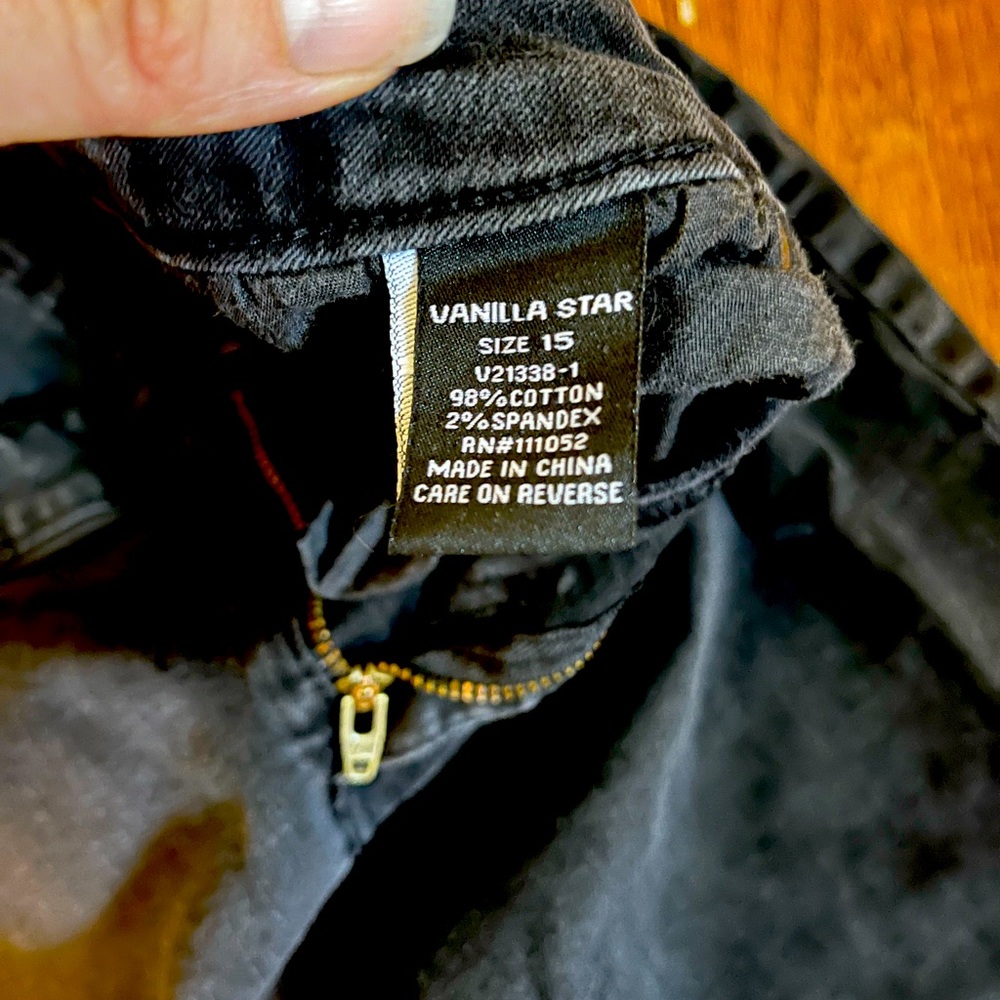 VANILLA STAR
SIZE 15
V21338-1
98%COTTON
2%SPANDEX
RN#111052
MADE IN CHINA
CARE ON REVERSE